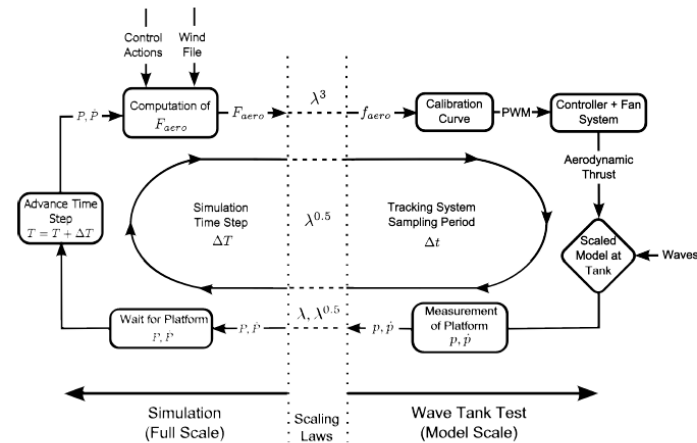 Control
Actions
Wind
File
P, Ṗ
Computation of
F_aero
F_aero
λ^3
f_aero
Calibration
Curve
PWM
Controller + Fan
System
Aerodynamic
Thrust
Advance Time
Step
T = T + ΔT
Simulation
Time Step
ΔT
λ^0.5
Tracking System
Sampling Period
Δt
Scaled
Model at
Tank
Waves
Wait for Platform
P, Ṗ
P, Ṗ
λ, λ^0.5
p, ṗ
Measurement
of Platform
p, ṗ
Simulation
(Full Scale)
Scaling
Laws
Wave Tank Test
(Model Scale)